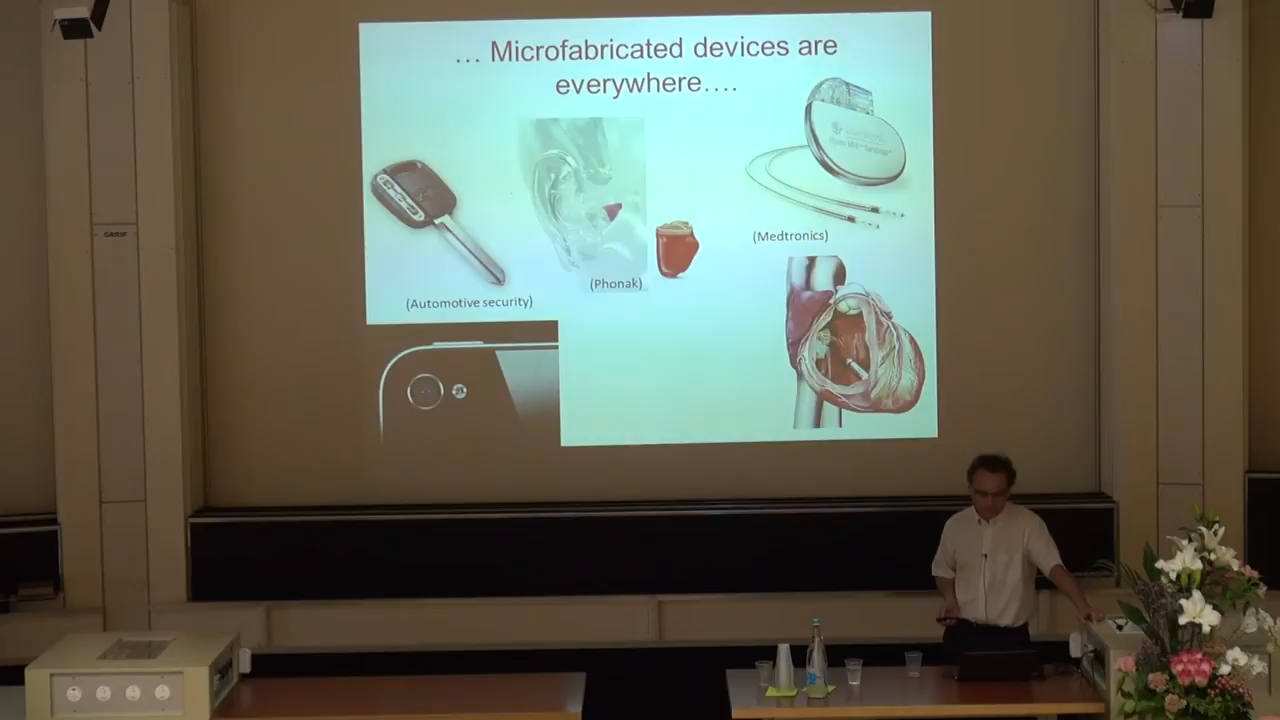 … Microfabricated devices are
everywhere….
(Medtronics)
(Phonak)
(Automotive security)